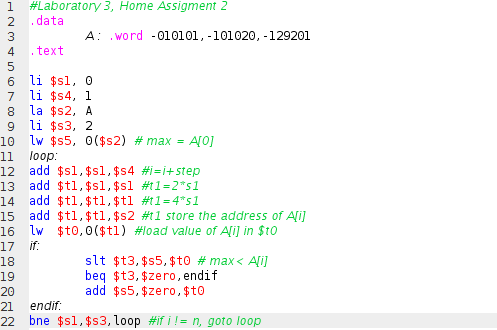 1 #Laboratory 3, Home Assigment 2
2 .data
3 A: .word -010101,-101020,-129201
4 .text
5
6 li $s1, 0
7 li $s4, 1
8 la $s2, A
9 li $s3, 2
10 lw $s5, 0($s2) # max = A[0]
11 loop:
12 add $s1,$s1,$s4 #i=i+step
13 add $t1,$s1,$s1 #t1=2*s1
14 add $t1,$t1,$t1 #t1=4*s1
15 add $t1,$t1,$s2 #t1 store the address of A[i]
16 lw $t0,0($t1) #load value of A[i] in $t0
17 if:
18 slt $t3,$s5,$t0 # max< A[i]
19 beq $t3,$zero,endif
20 add $s5,$zero,$t0
21 endif:
22 bne $s1,$s3,loop #if i != n, goto loop